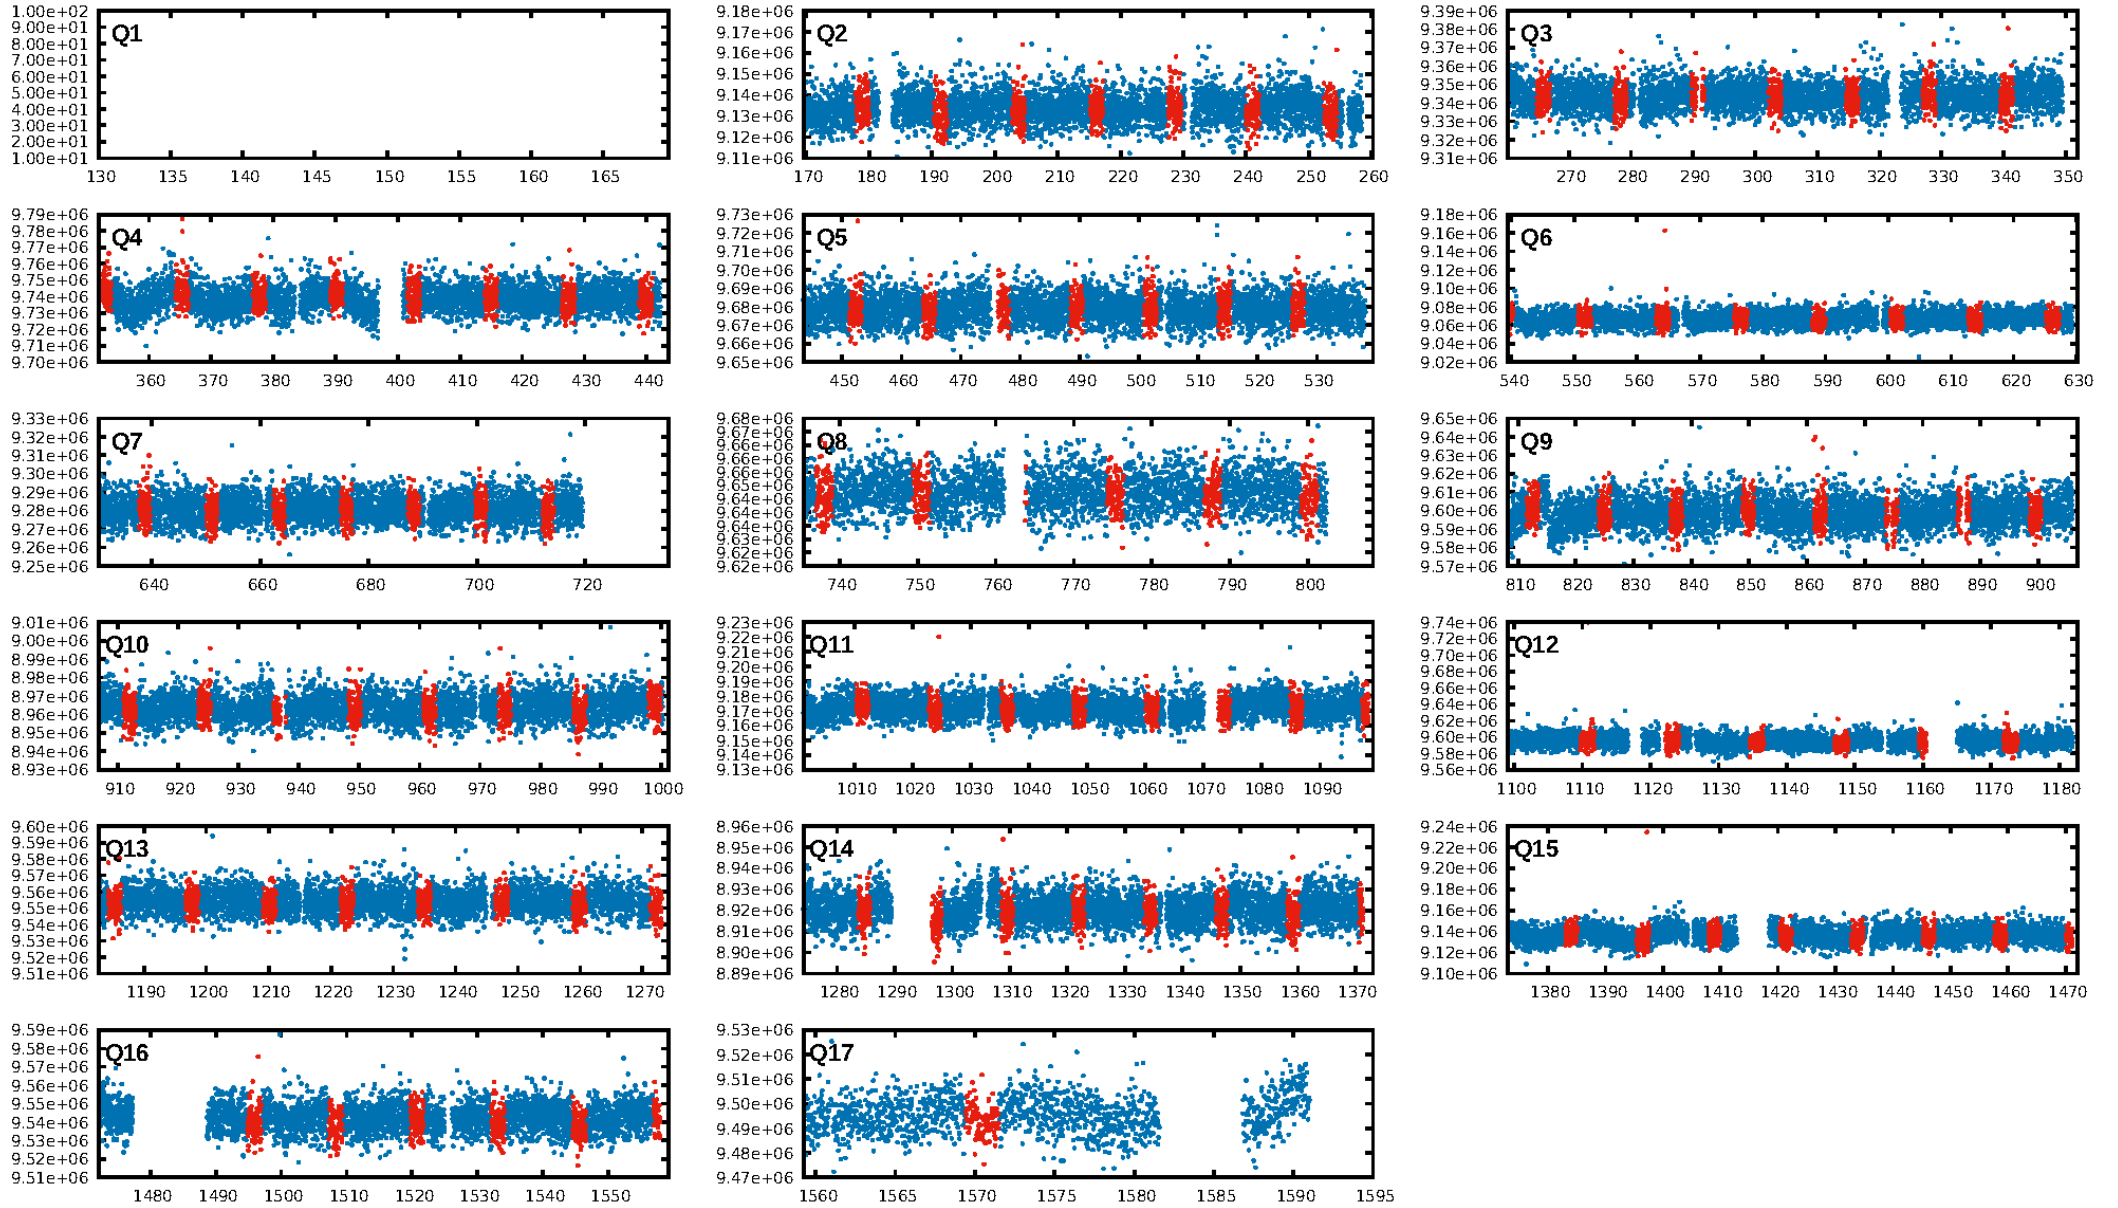 1.00e+02
9.00e+01
8.00e+01
7.00e+01
6.00e+01
5.00e+01
4.00e+01
3.00e+01
2.00e+01
1.00e+01
Q1
130 135 140 145 150 155 160 165
9.18e+06
9.17e+06
9.16e+06
9.15e+06
9.14e+06
9.13e+06
9.12e+06
9.11e+06
Q2
170 180 190 200 210 220 230 240 250 260
9.39e+06
9.38e+06
9.37e+06
9.36e+06
9.35e+06
9.34e+06
9.33e+06
9.32e+06
9.31e+06
Q3
270 280 290 300 310 320 330 340 350
9.79e+06
9.78e+06
9.77e+06
9.76e+06
9.75e+06
9.74e+06
9.73e+06
9.72e+06
9.71e+06
9.70e+06
Q4
360 370 380 390 400 410 420 430 440
9.73e+06
9.72e+06
9.70e+06
9.69e+06
9.68e+06
9.67e+06
9.66e+06
9.65e+06
Q5
450 460 470 480 490 500 510 520 530
9.18e+06
9.16e+06
9.14e+06
9.12e+06
9.10e+06
9.08e+06
9.06e+06
9.04e+06
9.02e+06
Q6
540 550 560 570 580 590 600 610 620 630
9.33e+06
9.32e+06
9.31e+06
9.30e+06
9.29e+06
9.28e+06
9.27e+06
9.26e+06
9.25e+06
Q7
640 660 680 700 720
9.68e+06
9.67e+06
9.66e+06
9.66e+06
9.65e+06
9.65e+06
9.64e+06
9.64e+06
9.63e+06
9.63e+06
9.62e+06
9.62e+06
Q8
740 750 760 770 780 790 800
9.65e+06
9.64e+06
9.62e+06
9.61e+06
9.60e+06
9.59e+06
9.58e+06
9.57e+06
Q9
810 820 830 840 850 860 870 880 890 900
9.01e+06
9.00e+06
8.99e+06
8.98e+06
8.97e+06
8.96e+06
8.95e+06
8.94e+06
8.93e+06
Q10
910 920 930 940 950 960 970 980 990 1000
9.23e+06
9.22e+06
9.21e+06
9.20e+06
9.19e+06
9.18e+06
9.17e+06
9.16e+06
9.15e+06
9.14e+06
9.13e+06
Q11
1010 1020 1030 1040 1050 1060 1070 1080 1090
9.74e+06
9.72e+06
9.70e+06
9.68e+06
9.66e+06
9.64e+06
9.62e+06
9.60e+06
9.58e+06
9.56e+06
Q12
1100 1110 1120 1130 1140 1150 1160 1170 1180
9.60e+06
9.59e+06
9.58e+06
9.57e+06
9.56e+06
9.55e+06
9.54e+06
9.53e+06
9.52e+06
9.51e+06
Q13
1190 1200 1210 1220 1230 1240 1250 1260 1270
8.96e+06
8.95e+06
8.94e+06
8.93e+06
8.92e+06
8.91e+06
8.90e+06
8.89e+06
Q14
1280 1290 1300 1310 1320 1330 1340 1350 1360 1370
9.24e+06
9.22e+06
9.20e+06
9.18e+06
9.16e+06
9.14e+06
9.12e+06
9.10e+06
Q15
1380 1390 1400 1410 1420 1430 1440 1450 1460 1470
9.59e+06
9.58e+06
9.57e+06
9.56e+06
9.55e+06
9.54e+06
9.53e+06
9.52e+06
9.51e+06
Q16
1480 1490 1500 1510 1520 1530 1540 1550
9.53e+06
9.52e+06
9.51e+06
9.50e+06
9.49e+06
9.48e+06
9.47e+06
Q17
1560 1565 1570 1575 1580 1585 1590 1595